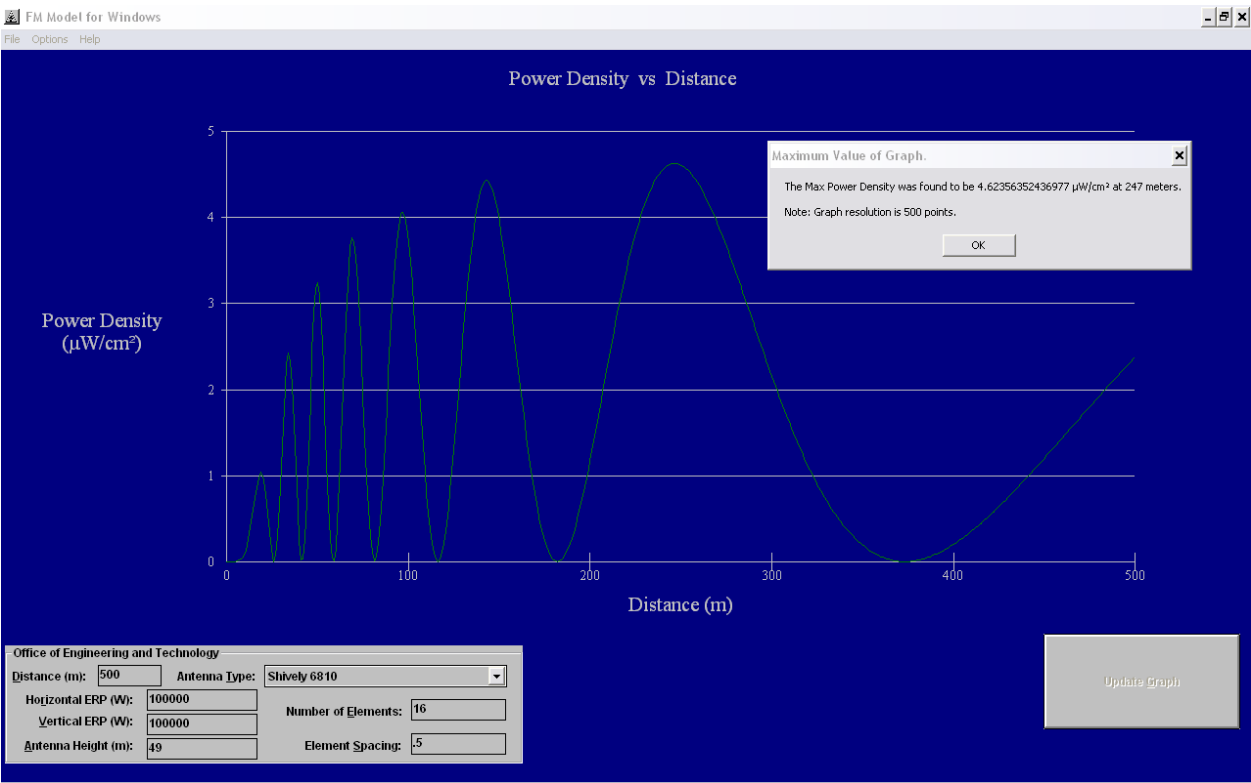 FM Model for Windows
File Options Help
Power Density vs Distance
5
4
3
2
1
0
Power Density
(µW/cm²)
0 100 200 300 400 500
Distance (m)
Maximum Value of Graph.
The Max Power Density was found to be 4.62356352436977 µW/cm² at 247 meters.
Note: Graph resolution is 500 points.
OK
Office of Engineering and Technology
Distance (m): 500 Antenna Type: Shively 6810
Horizontal ERP (W): 100000
Vertical ERP (W): 100000
Antenna Height (m): 49
Number of Elements: 16
Element Spacing: .5
Update Graph